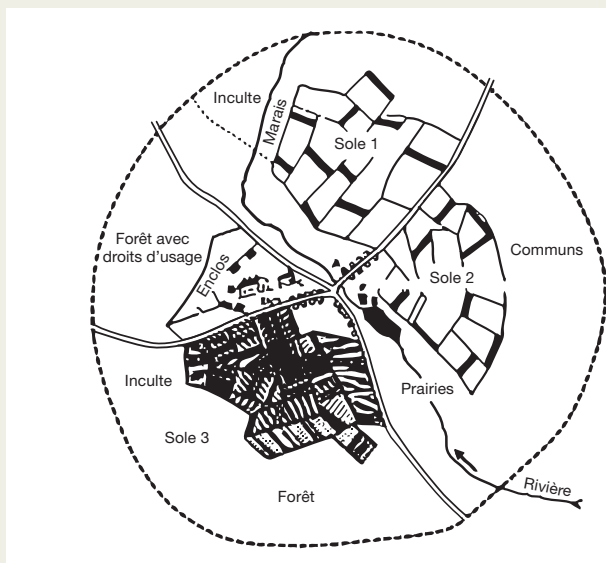 Inculte
Marais
Sole 1
Forêt avec
droits d'usage
Enclos
Communs
Sole 2
Inculte
Prairies
Sole 3
Rivière
Forêt